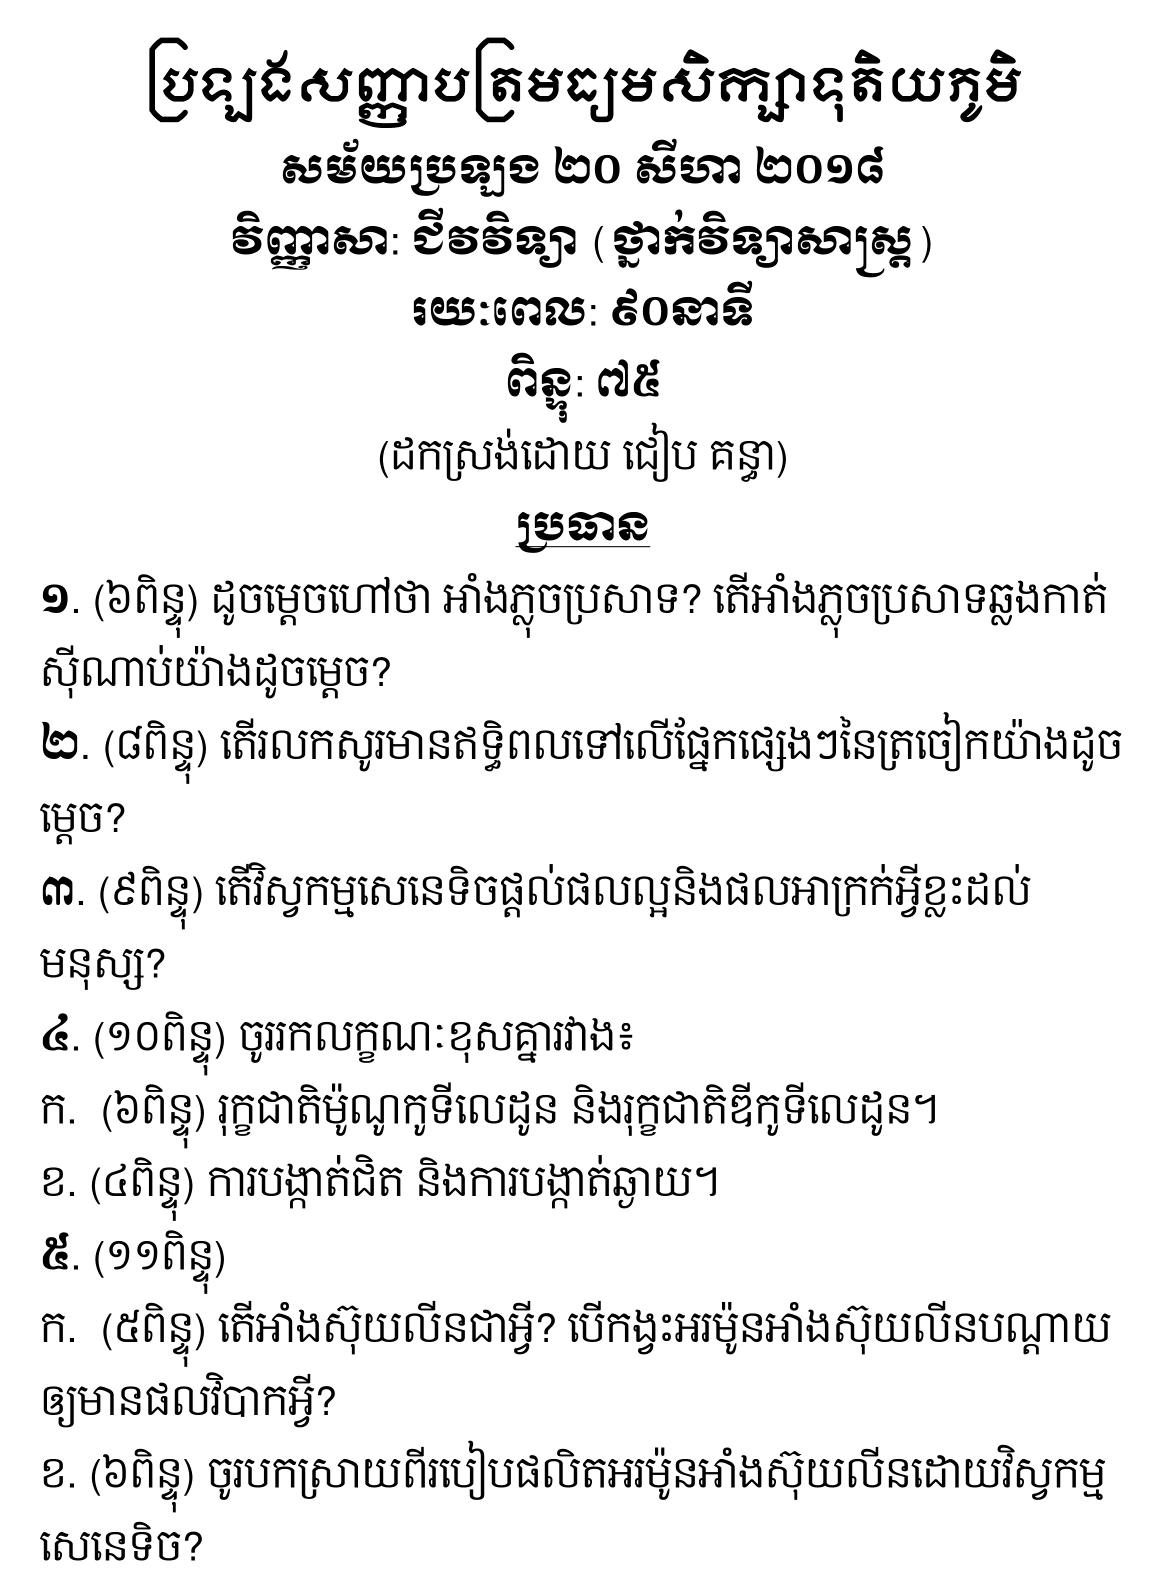 ប្រឡងសញ្ញាបត្រមធ្យមសិក្សាទុតិយភូមិ
សម័យប្រឡង ២០ សីហា ២០១៨
វិញ្ញាសា: ជីវវិទ្យា (ថ្នាក់វិទ្យាសាស្ត្រ)
រយៈពេល: ៩០នាទី
ពិន្ទុ: ៧៥
(ដកស្រង់ដោយ ជៀប គន្ធា)
ប្រធាន
១. (៦ពិន្ទុ) ដូចម្ដេចហៅថា អាំងភ្លុចប្រសាទ? តើអាំងភ្លុចប្រសាទឆ្លងកាត់
ស៊ីណាប់យ៉ាងដូចម្ដេច?
២. (៨ពិន្ទុ) តើរលកសូរមានឥទ្ធិពលទៅលើផ្នែកផ្សេងៗនៃត្រចៀកយ៉ាងដូច
ម្ដេច?
៣. (៩ពិន្ទុ) តើវិស្វកម្មសេនេទិចផ្ដល់ផលល្អនិងផលអាក្រក់អ្វីខ្លះដល់
មនុស្ស?
៤. (១០ពិន្ទុ) ចូររកលក្ខណៈខុសគ្នារវាង៖
ក. (៦ពិន្ទុ) រុក្ខជាតិម៉ូណូកូទីលេដូន និងរុក្ខជាតិឌីកូទីលេដូន។
ខ. (៤ពិន្ទុ) ការបង្កាត់ជិត និងការបង្កាត់ឆ្ងាយ។
៥. (១១ពិន្ទុ)
ក. (៥ពិន្ទុ) តើអាំងស៊ុយលីនជាអ្វី? បើកង្វះអរម៉ូនអាំងស៊ុយលីនបណ្ដាយ
ឲ្យមានផលវិបាកអ្វី?
ខ. (៦ពិន្ទុ) ចូរបកស្រាយពីរបៀបផលិតអរម៉ូនអាំងស៊ុយលីនដោយវិស្វកម្ម
សេនេទិច?